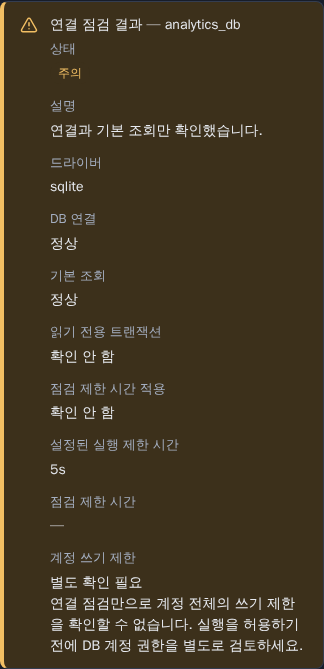 연결 점검 결과 — analytics_db
상태
주의
설명
연결과 기본 조회만 확인했습니다.
드라이버
sqlite
DB 연결
정상
기본 조회
정상
읽기 전용 트랜잭션
확인 안 함
점검 제한 시간 적용
확인 안 함
설정된 실행 제한 시간
5s
점검 제한 시간
—
계정 쓰기 제한
별도 확인 필요
연결 점검만으로 계정 전체의 쓰기 제한
을 확인할 수 없습니다. 실행을 허용하기
전에 DB 계정 권한을 별도로 검토하세요.